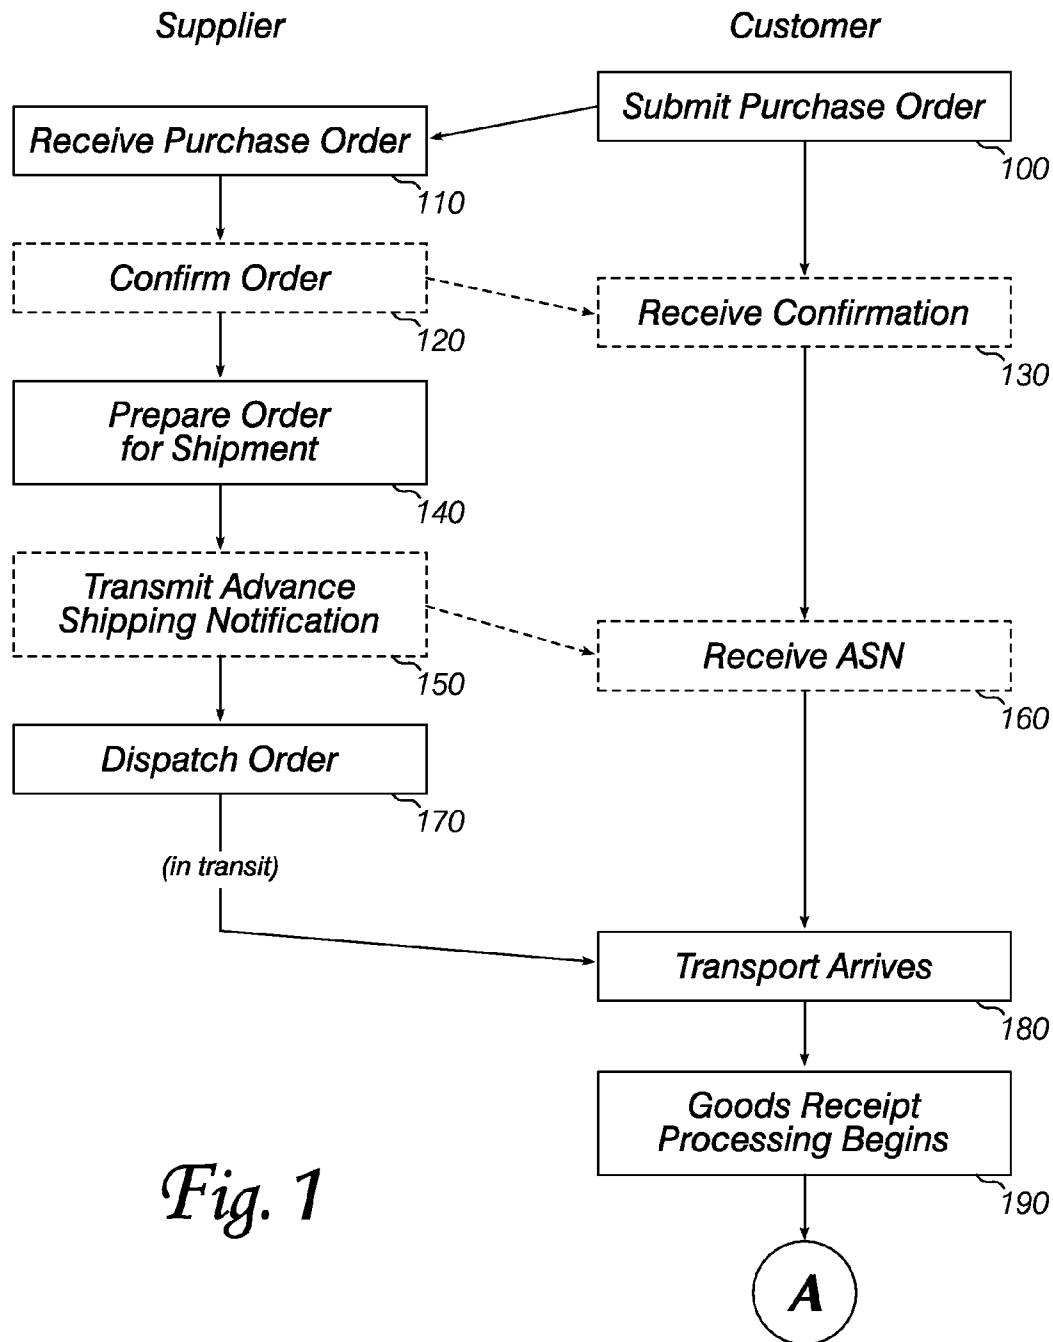 Supplier
Customer
Submit Purchase Order
100
Receive Purchase Order
110
Confirm Order
120
Receive Confirmation
130
Prepare Order
for Shipment
140
Transmit Advance
Shipping Notification
150
Receive ASN
160
Dispatch Order
170
(in transit)
Transport Arrives
180
Goods Receipt
Processing Begins
190
Fig. 1
A